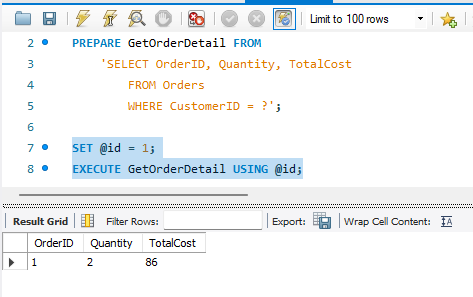 Limit to 100 rows
2 PREPARE GetOrderDetail FROM
3 'SELECT OrderID, Quantity, TotalCost
4 FROM Orders
5 WHERE CustomerID = ?';
6
7 SET @id = 1;
8 EXECUTE GetOrderDetail USING @id;
Result Grid Filter Rows: Export: Wrap Cell Content: IA
OrderID Quantity TotalCost
1 2 86